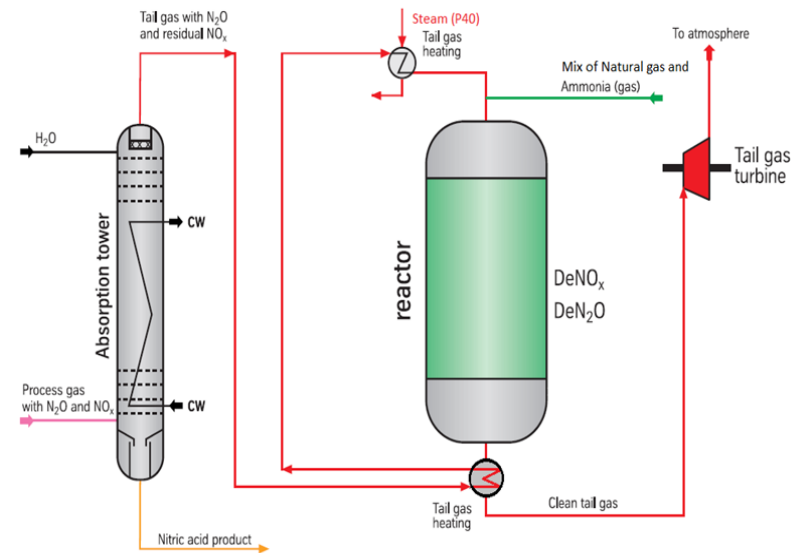 Tail gas with N₂O
and residual NOₓ
Steam (P40)
Tail gas
heating
To atmosphere
Mix of Natural gas and
Ammonia (gas)
H₂O
Tail gas
turbine
CW
Absorption tower
reactor
DeNOₓ
DeN₂O
Process gas
with N₂O and NOₓ
CW
Tail gas
heating
Clean tail gas
Nitric acid product